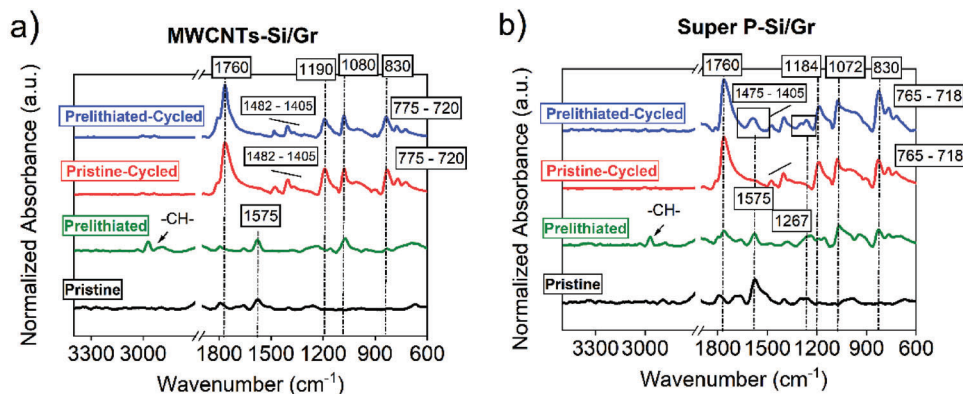 a)
MWCNTs-Si/Gr
Normalized Absorbance (a.u.)
1760
1190
1080
830
1482 - 1405
Prelithiated-Cycled
775 - 720
1482 - 1405
Pristine-Cycled
775 - 720
-CH-
1575
Prelithiated
Pristine
3300 3000 1800 1500 1200 900 600
Wavenumber (cm⁻¹)
b)
Super P-Si/Gr
Normalized Absorbance (a.u.)
1760
1184
1072
830
1475 - 1405
765 - 718
Prelithiated-Cycled
765 - 718
Pristine-Cycled
1575
-CH-
1267
Prelithiated
Pristine
3300 3000 1800 1500 1200 900 600
Wavenumber (cm⁻¹)